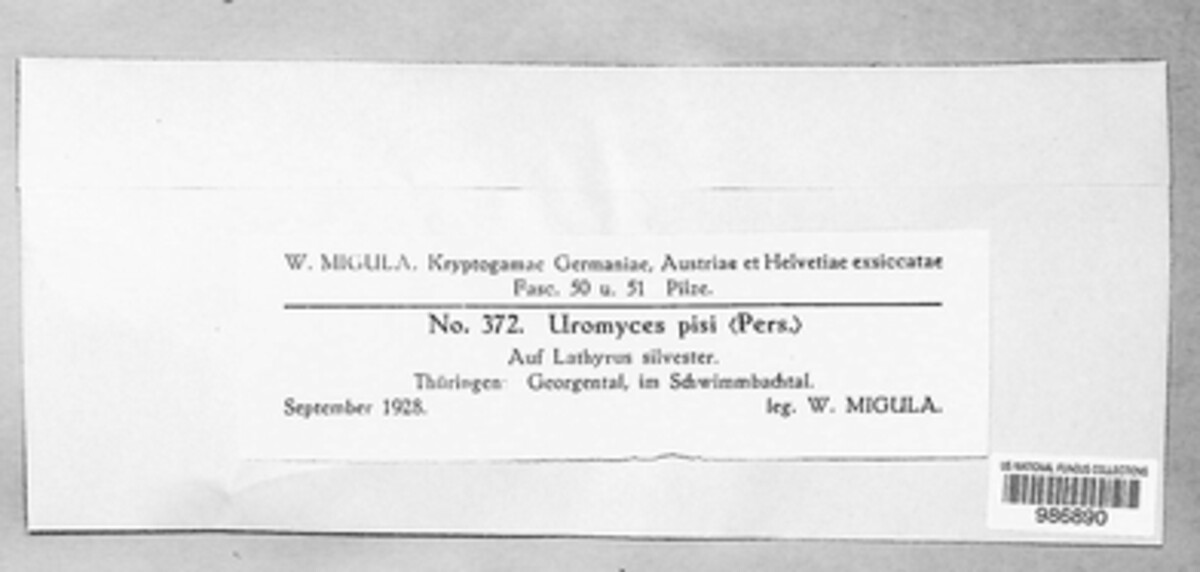 W. MIGULA. Kryptogamae Germaniae, Austriae et Helvetiae exsiccatae
Fasc. 50 u. 51 Pilze.
No. 372. Uromyces pisi (Pers.)
Auf Lathyrus silvester.
Thüringen: Georgental, im Schwimmbachtal.
September 1928.
leg. W. MIGULA.
US NATIONAL FUNGUS COLLECTIONS
986890